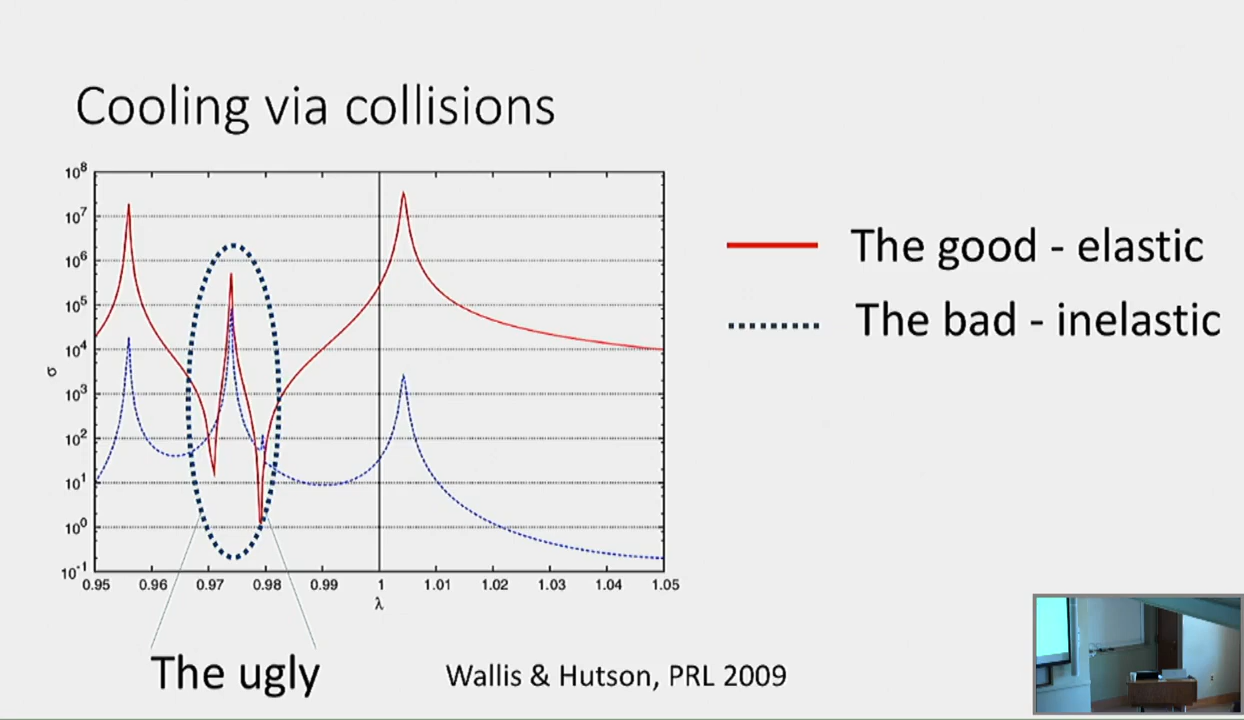 Cooling via collisions
10^8
10^7
10^6
10^5
10^4
10^3
10^2
10^1
10^0
10^-1
σ
0.95 0.96 0.97 0.98 0.99 1 1.01 1.02 1.03 1.04 1.05
λ
The good - elastic
The bad - inelastic
The ugly
Wallis & Hutson, PRL 2009